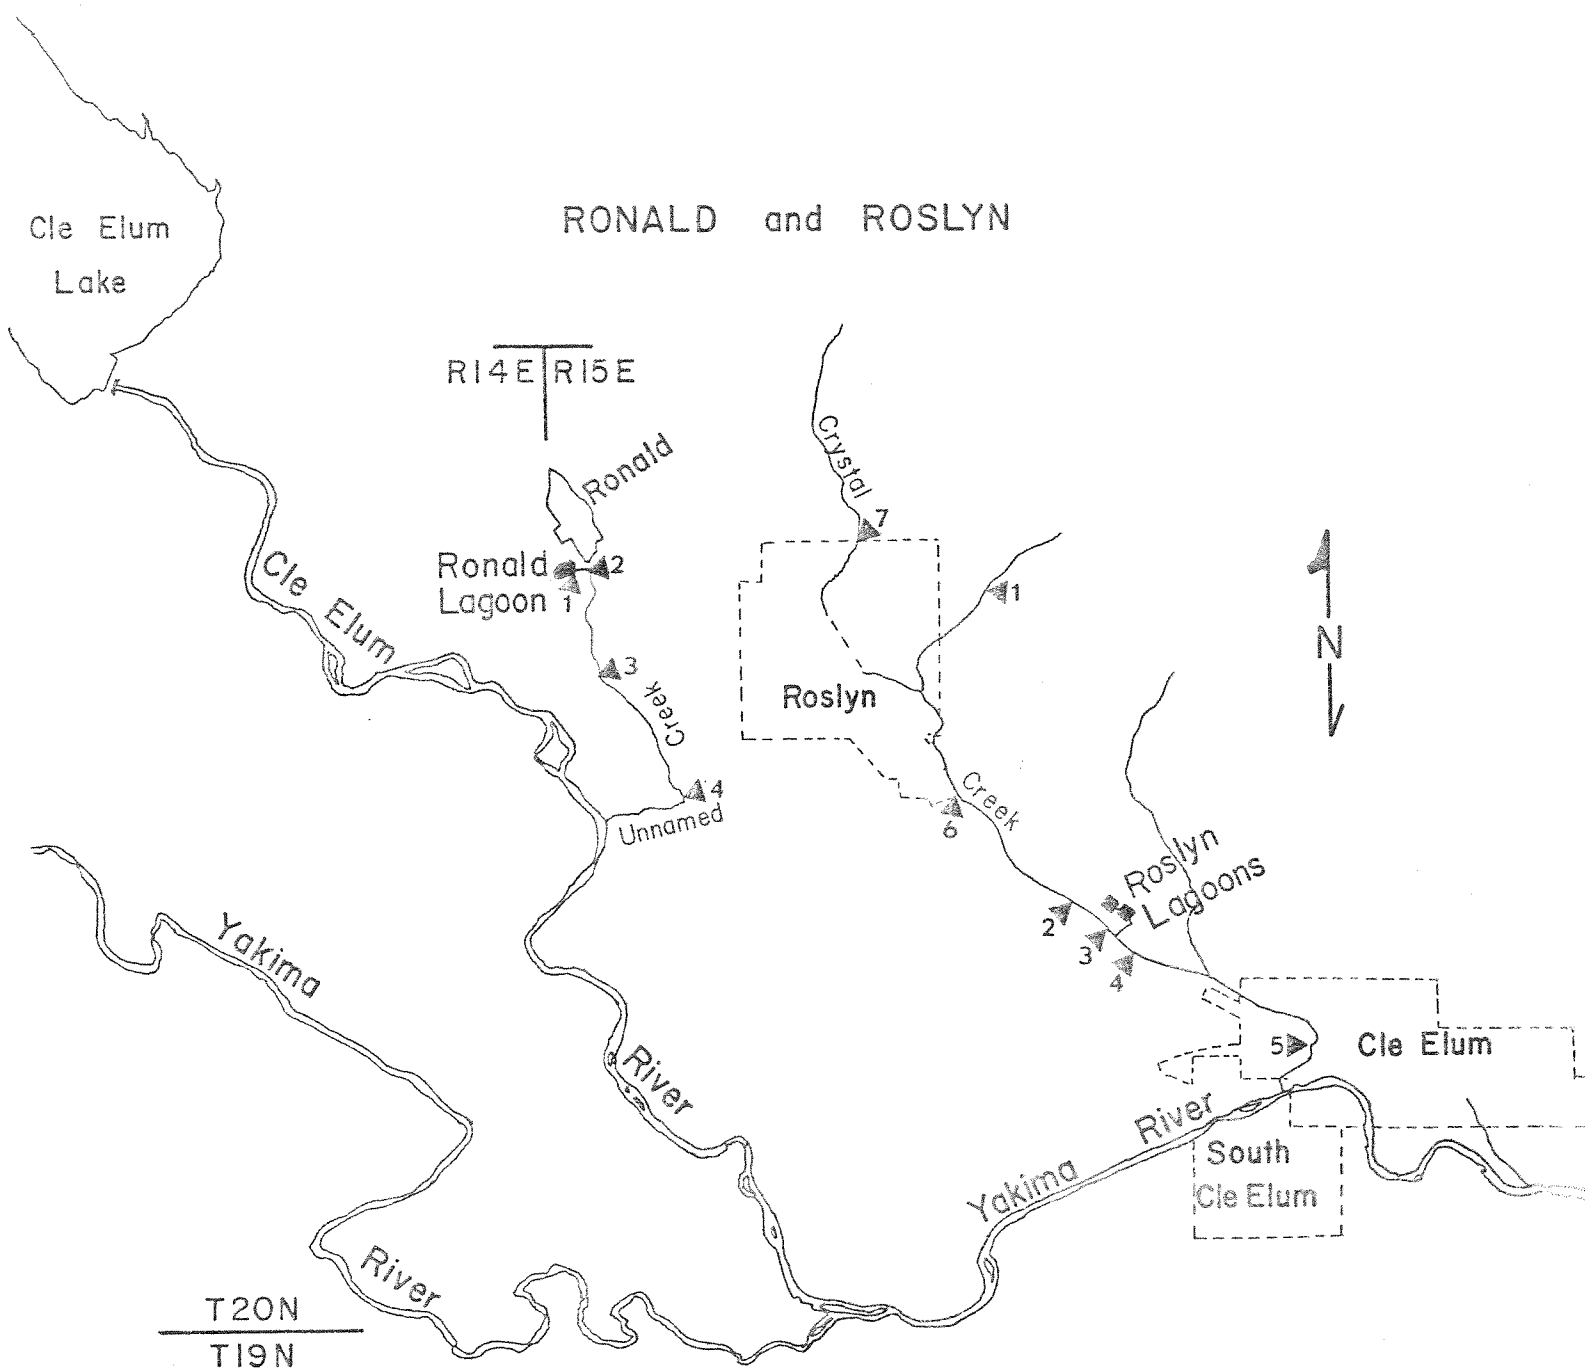 RONALD and ROSLYN
Cle Elum
Lake
R14E R15E
Ronald
Crystal
7
Ronald
Lagoon
2
1
1
Cle Elum
3
Creek
N
Roslyn
4
Unnamed
Creek
6
Roslyn
Lagoons
2
3
4
Yakima
5
Cle Elum
River
River
South
Cle Elum
Yakima
River
T20N
T19N